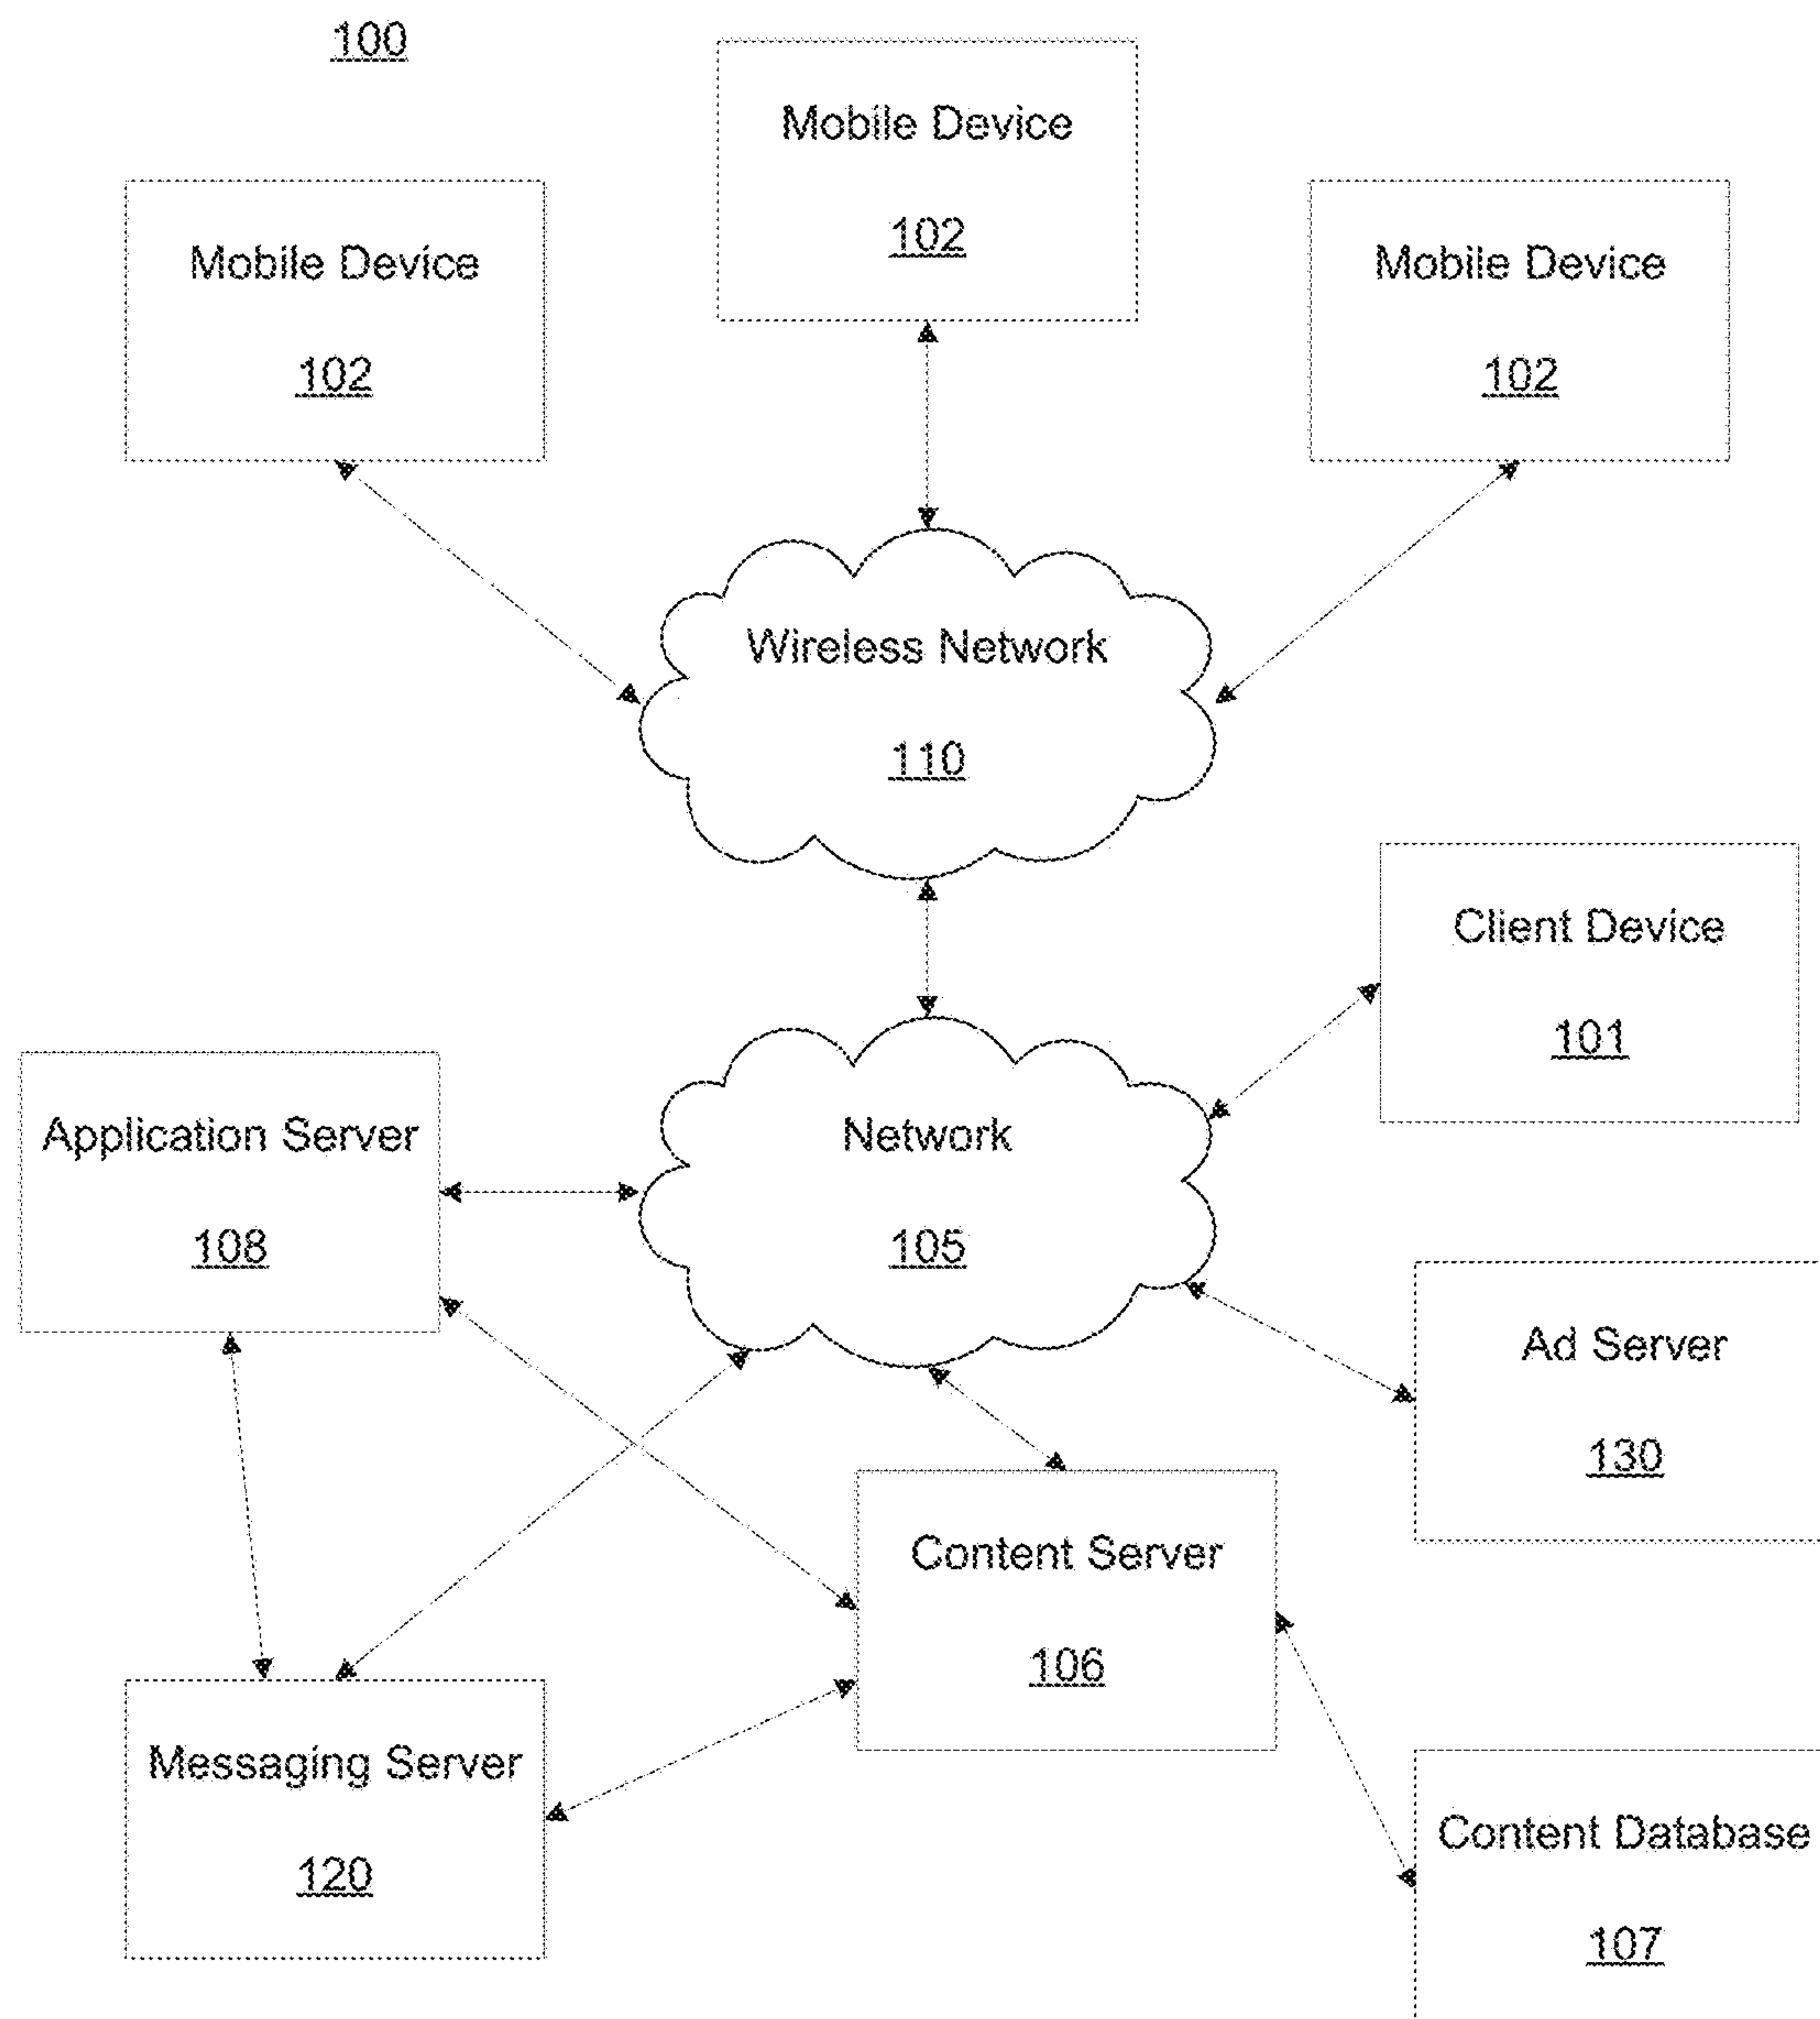 100
Mobile Device
102
Mobile Device
102
Mobile Device
102
Wireless Network
110
Client Device
101
Application Server
108
Network
105
Ad Server
130
Content Server
106
Messaging Server
120
Content Database
107